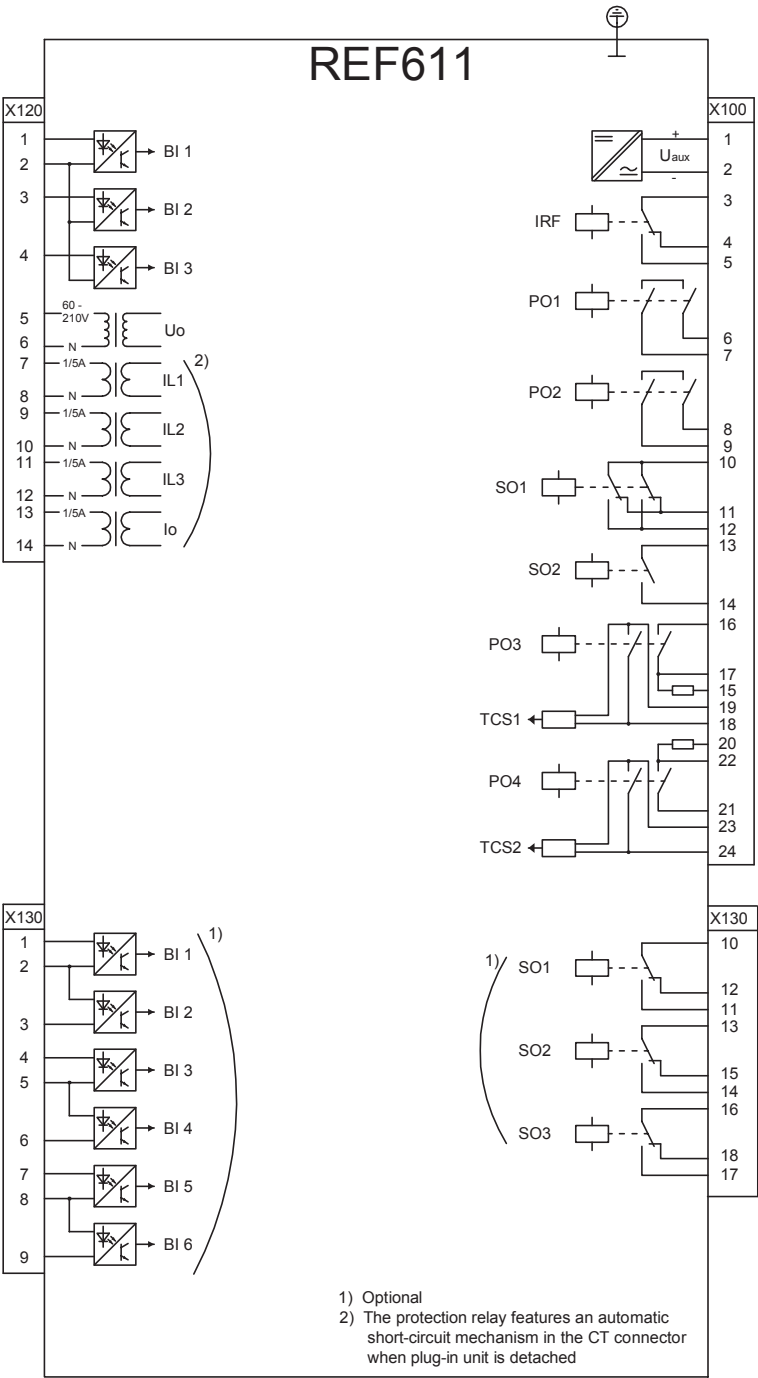 REF611
X120
1
2
BI 1
3
BI 2
4
BI 3
5
60 -
210V
Uo
6
N
7
1/5A
2)
IL1
8
N
9
1/5A
IL2
10
N
11
1/5A
IL3
12
N
13
1/5A
Io
14
N
X100
+
1
Uaux
2
-
3
IRF
4
5
PO1
6
7
PO2
8
9
10
SO1
11
12
13
SO2
14
16
PO3
17
15
19
TCS1
18
20
22
PO4
21
23
TCS2
24
X130
1
1)
BI 1
2
BI 2
3
4
BI 3
5
BI 4
6
7
BI 5
8
BI 6
9
X130
10
1)
SO1
12
11
13
SO2
15
14
16
SO3
18
17
1) Optional
2) The protection relay features an automatic
short-circuit mechanism in the CT connector
when plug-in unit is detached